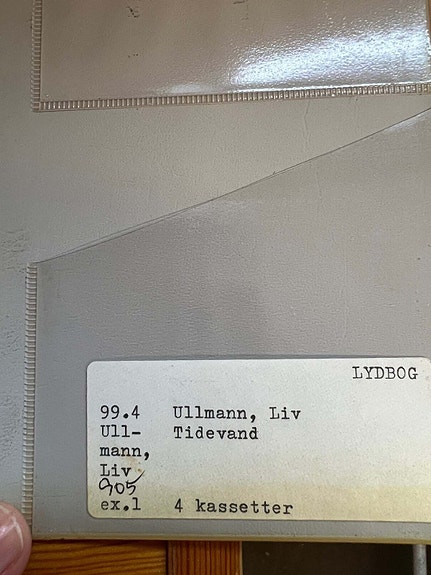 LYDBOG
99.4 Ullmann, Liv
Ull- Tidevand
mann,
Liv
905
ex.1 4 kassetter